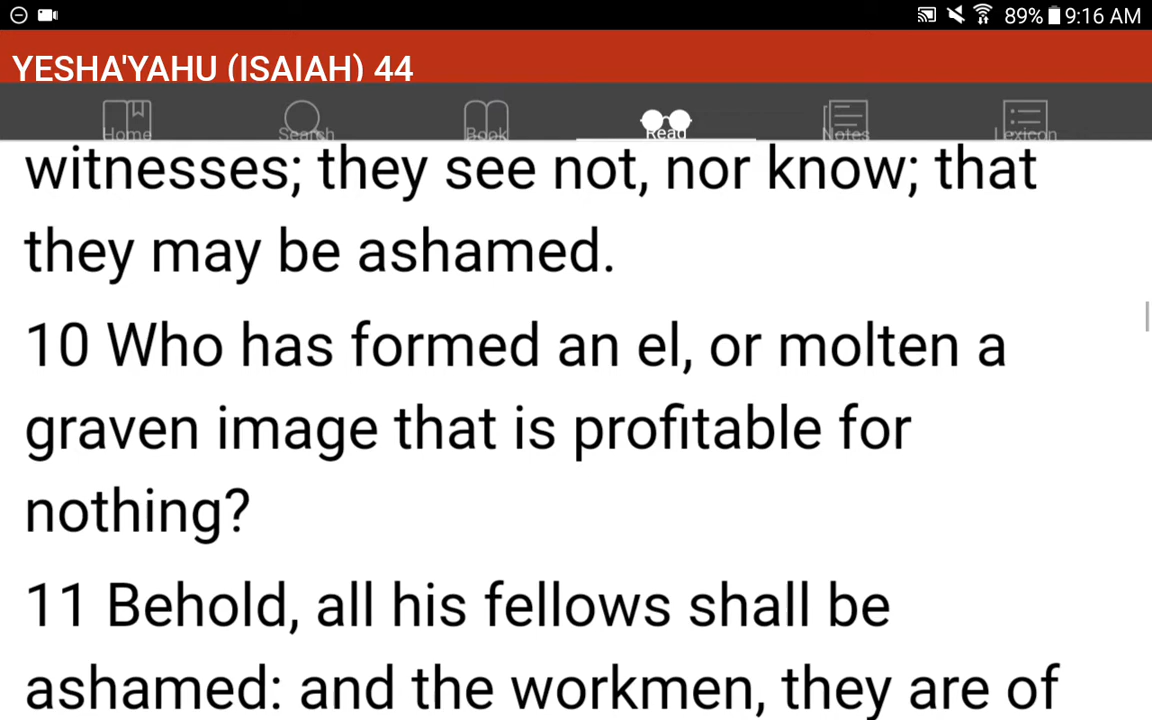 89% 9:16 AM
YESHA'YAHU (ISAIAH) 44
Home Search Book Read Notes Lexicon
witnesses; they see not, nor know; that
they may be ashamed.
10 Who has formed an el, or molten a
graven image that is profitable for
nothing?
11 Behold, all his fellows shall be
ashamed: and the workmen, they are of